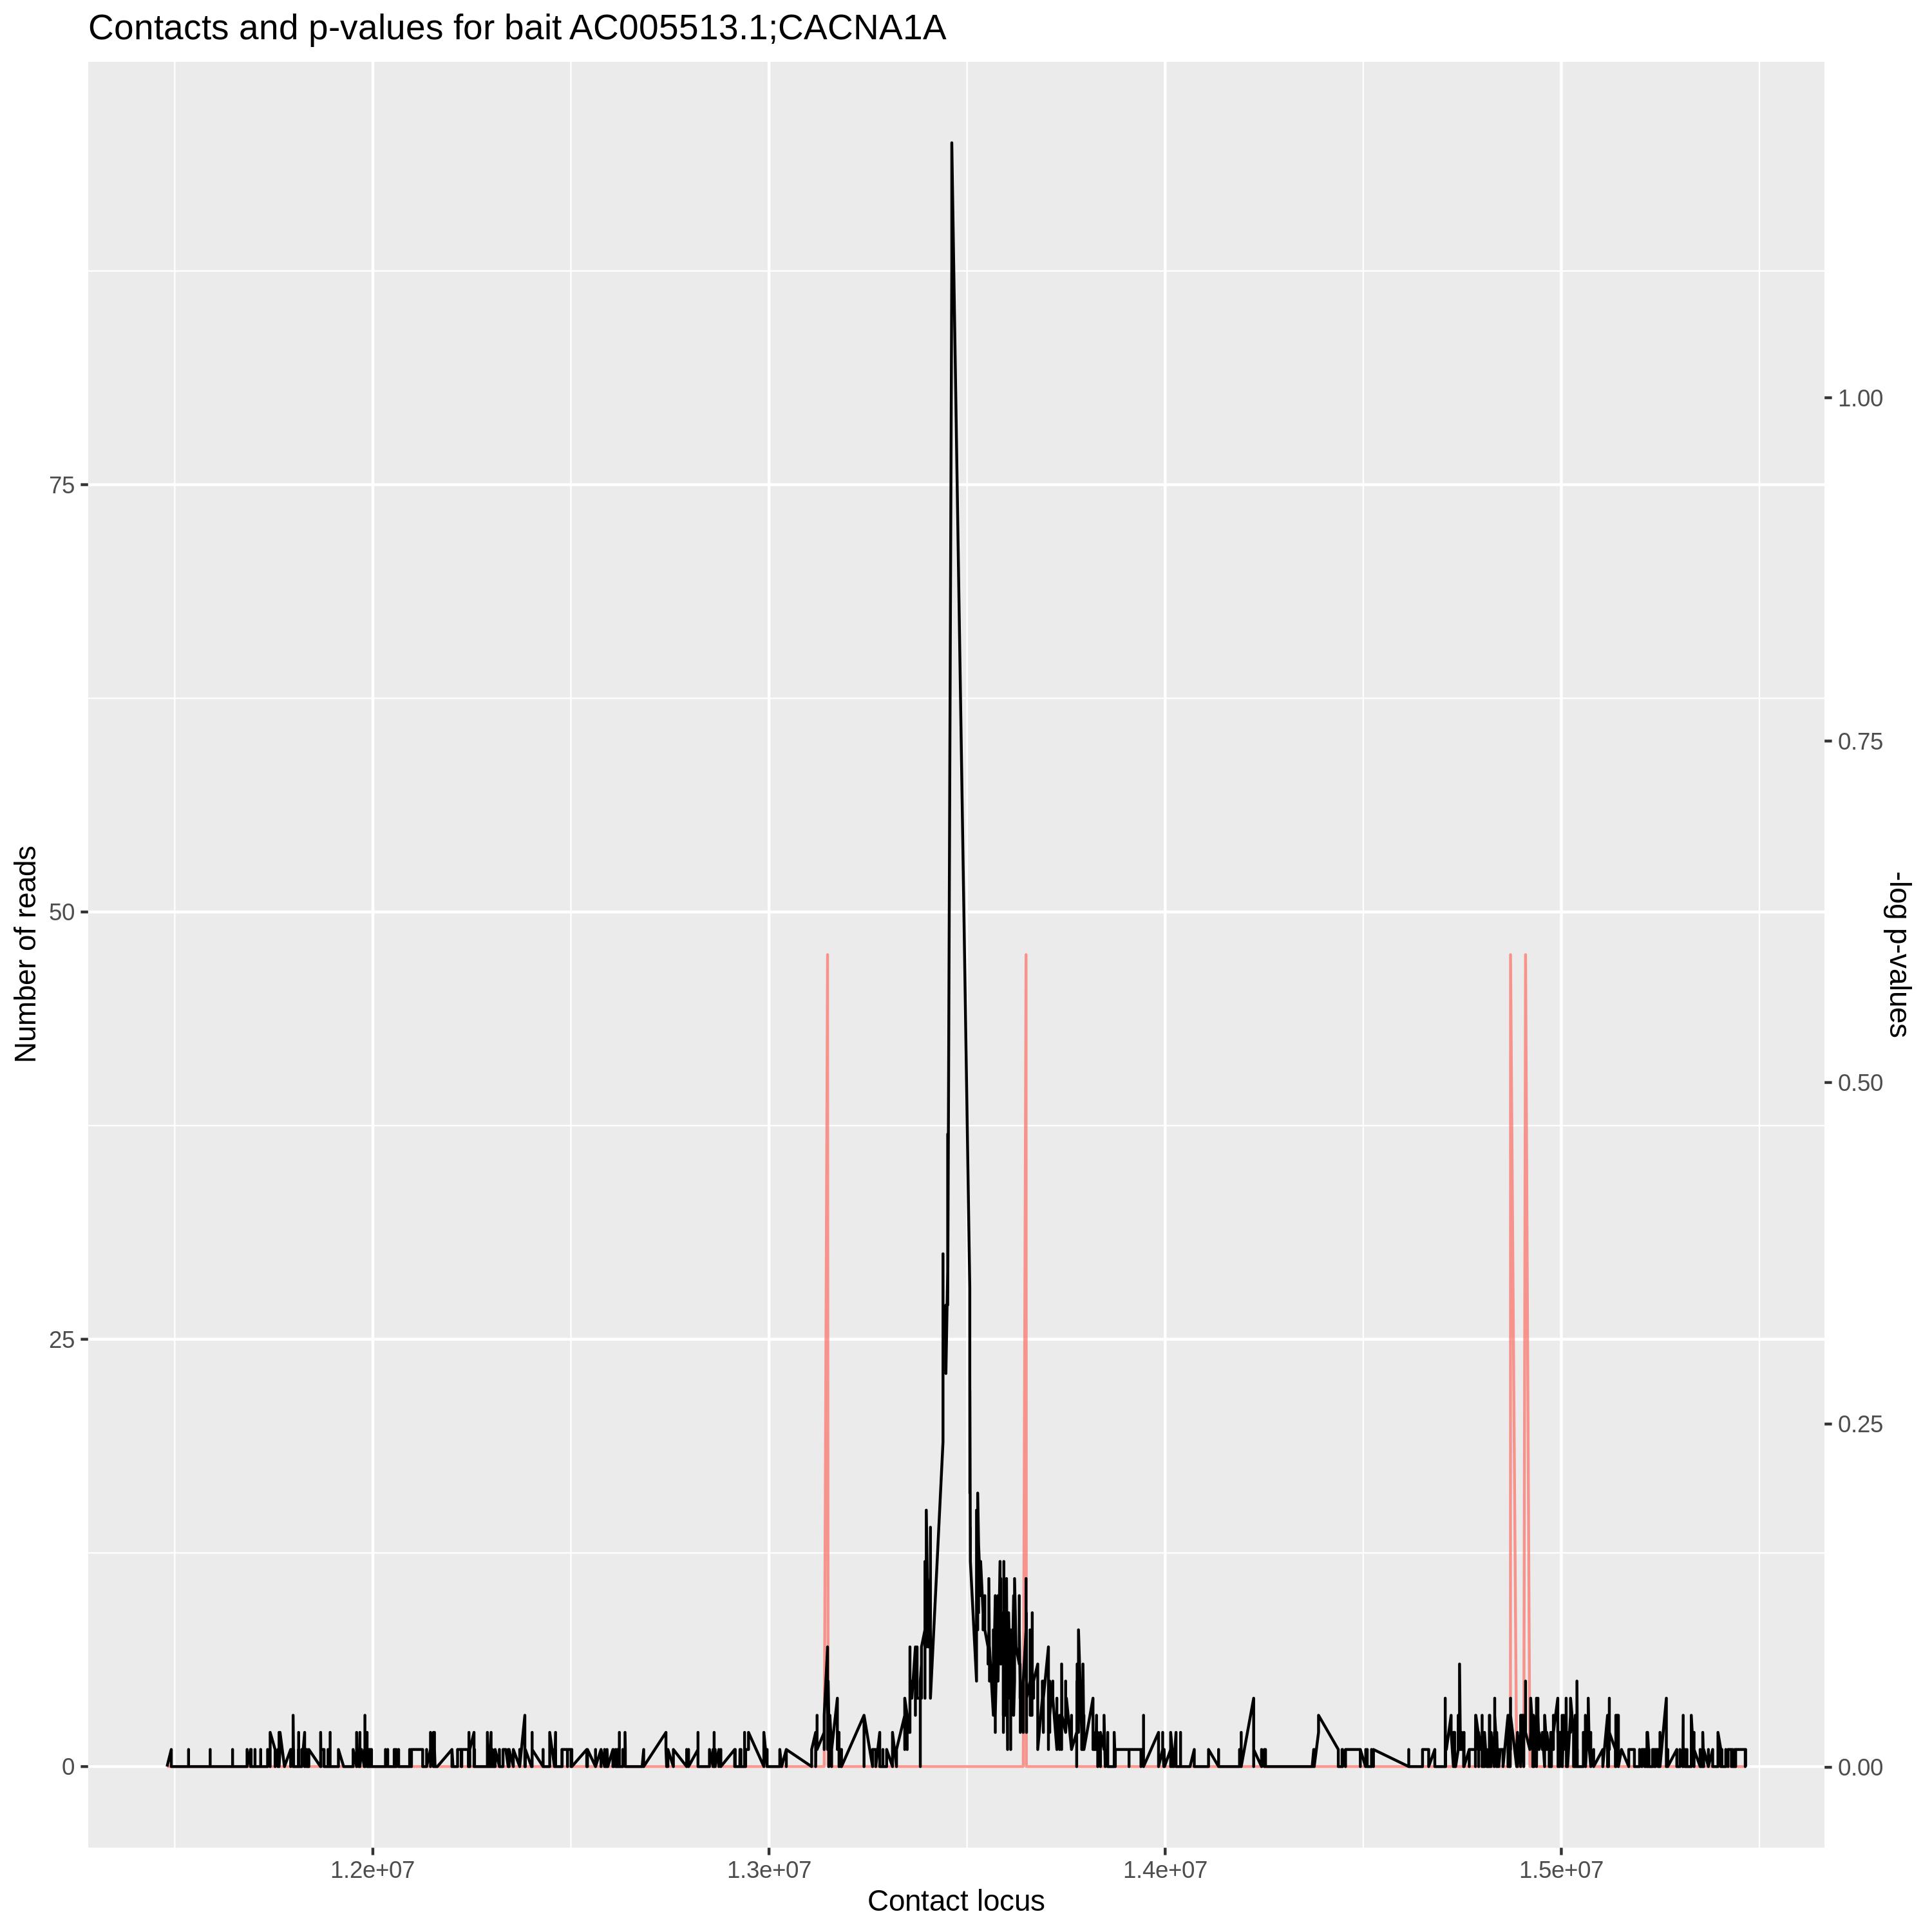 Contacts and p-values for bait AC005513.1;CACNA1A
Number of reads
75
50
25
0
1.00
0.75
0.50
0.25
0.00
-log p-values
1.2e+07
1.3e+07
1.4e+07
1.5e+07
Contact locus